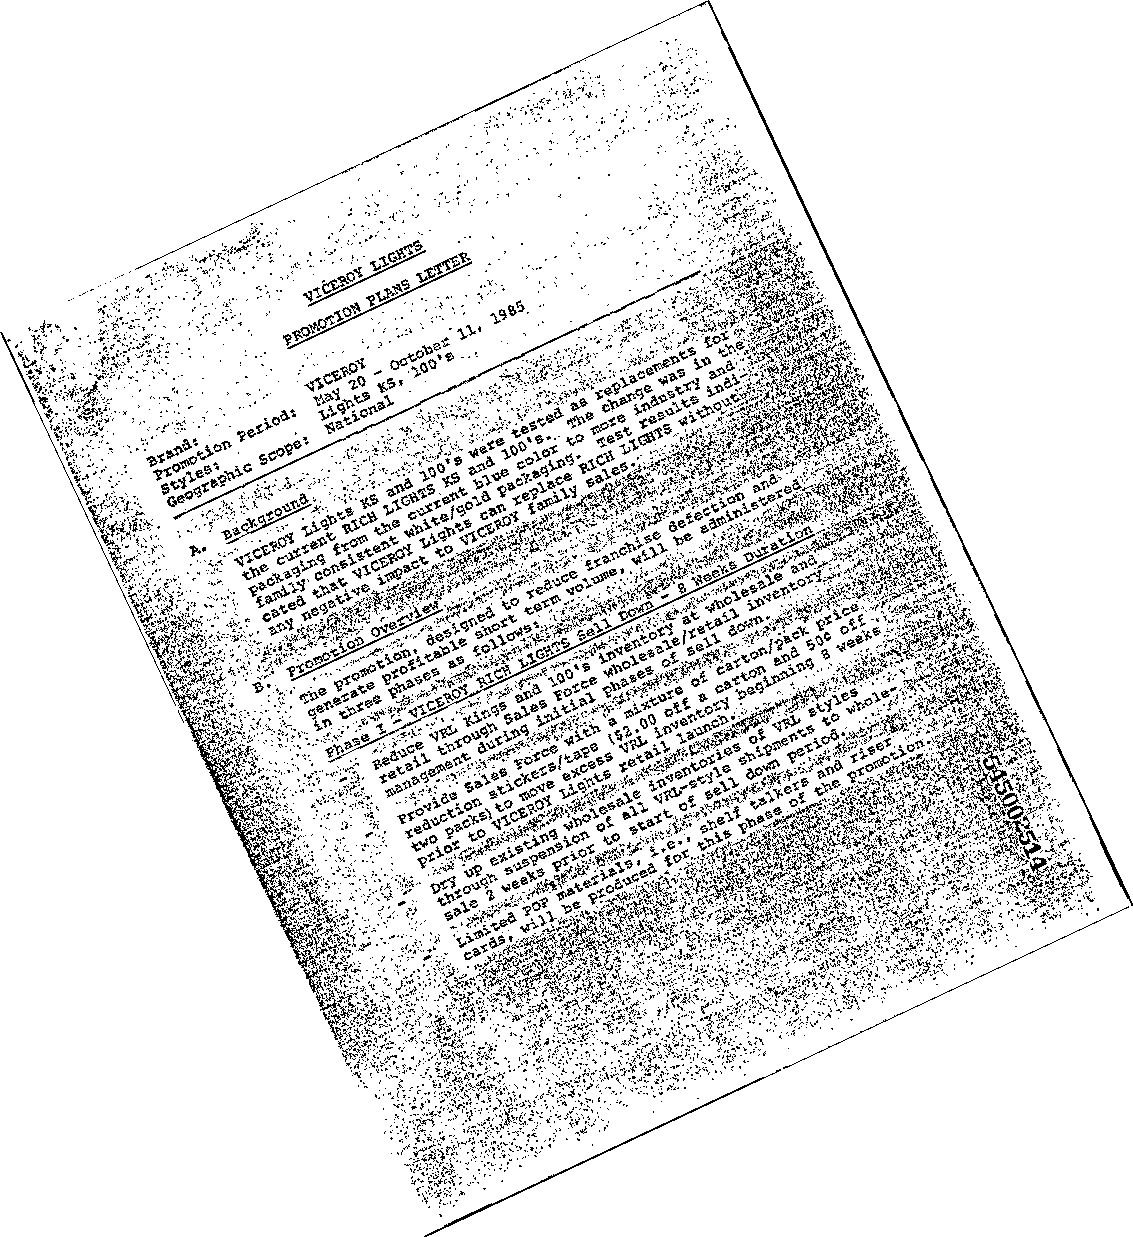 VICEROY LIGHTS
PROMOTION PLANS LETTER
Brand: VICEROY
Promotion Period: May 20 - October 11, 1985
Styles: Lights KS, 100's
Geographic Scope: National
A. Background
VICEROY Lights KS and 100's were tested as replacements for
the current RICH LIGHTS KS and 100's. The change was in the
packaging from the current blue color to more industry and
family consistent white/gold packaging. Test results indi-
cated that VICEROY Lights can replace RICH LIGHTS without
any negative impact to VICEROY family sales.
B. Promotion Overview
The promotion, designed to reduce franchise defection and
generate profitable short term volume, will be administered
in three phases as follows:
Phase I - VICEROY RICH LIGHTS Sell Down - 8 Weeks Duration
- Reduce VRL Kings and 100's inventory at wholesale and
retail through Sales Force wholesale/retail inventory
management during initial phases of sell down.
- Provide Sales Force with a mixture of carton/pack price
reduction stickers/tape ($2.00 off a carton and 50¢ off
two packs) to move excess VRL inventory beginning 8 weeks
prior to VICEROY Lights retail launch.
- Dry up existing wholesale inventories of VRL styles
through suspension of all VRL-style shipments to whole-
sale 2 weeks prior to start of sell down period.
- Limited POP materials, i.e., shelf talkers and riser
cards, will be produced for this phase of the promotion.